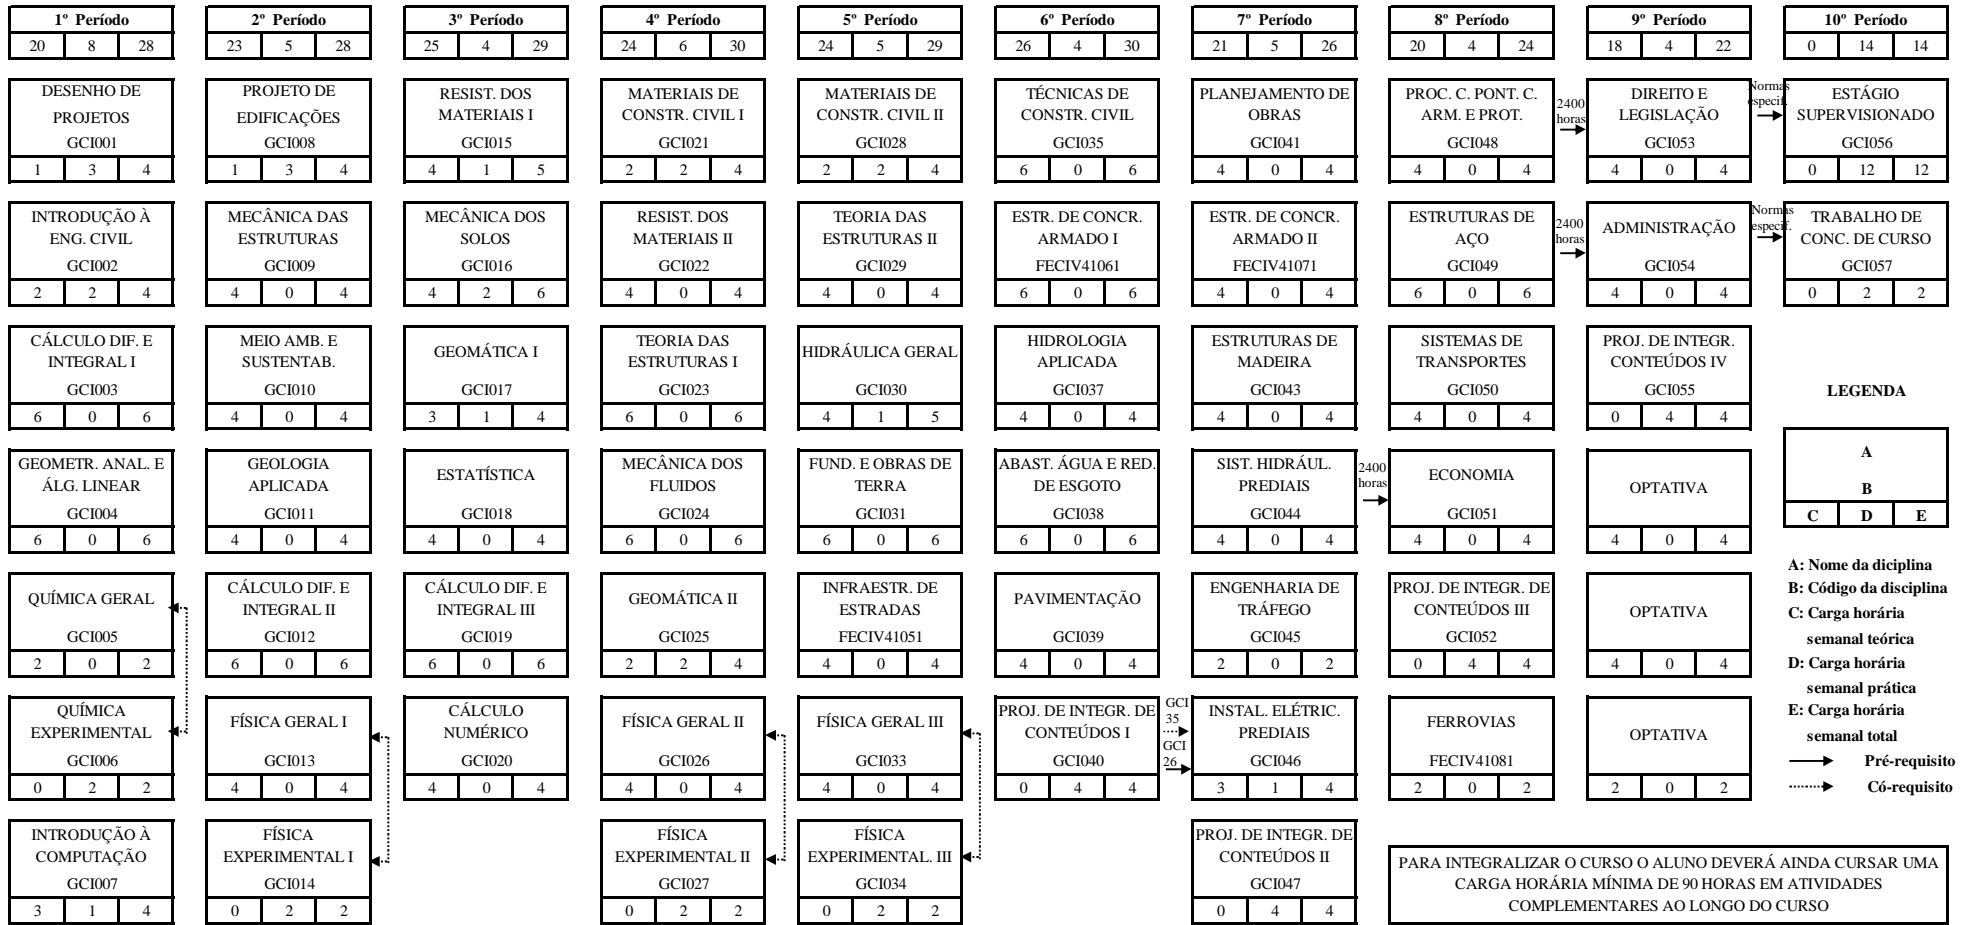 1º Período
20 8 28
DESENHO DE
PROJETOS
GCI001
1 3 4
INTRODUÇÃO À
ENG. CIVIL
GCI002
2 2 4
CÁLCULO DIF. E
INTEGRAL I
GCI003
6 0 6
GEOMETR. ANAL. E
ÁLG. LINEAR
GCI004
6 0 6
QUÍMICA GERAL
GCI005
2 0 2
QUÍMICA
EXPERIMENTAL
GCI006
0 2 2
INTRODUÇÃO À
COMPUTAÇÃO
GCI007
3 1 4
2º Período
23 5 28
PROJETO DE
EDIFICAÇÕES
GCI008
1 3 4
MECÂNICA DAS
ESTRUTURAS
GCI009
4 0 4
MEIO AMB. E
SUSTENTAB.
GCI010
4 0 4
GEOLOGIA
APLICADA
GCI011
4 0 4
CÁLCULO DIF. E
INTEGRAL II
GCI012
6 0 6
FÍSICA GERAL I
GCI013
4 0 4
FÍSICA
EXPERIMENTAL I
GCI014
0 2 2
3º Período
25 4 29
RESIST. DOS
MATERIAIS I
GCI015
4 1 5
MECÂNICA DOS
SOLOS
GCI016
4 2 6
GEOMÁTICA I
GCI017
3 1 4
ESTATÍSTICA
GCI018
4 0 4
CÁLCULO DIF. E
INTEGRAL III
GCI019
6 0 6
CÁLCULO
NUMÉRICO
GCI020
4 0 4
4º Período
24 6 30
MATERIAIS DE
CONSTR. CIVIL I
GCI021
2 2 4
RESIST. DOS
MATERIAIS II
GCI022
4 0 4
TEORIA DAS
ESTRUTURAS I
GCI023
6 0 6
MECÂNICA DOS
FLUIDOS
GCI024
6 0 6
GEOMÁTICA II
GCI025
2 2 4
FÍSICA GERAL II
GCI026
4 0 4
FÍSICA
EXPERIMENTAL II
GCI027
0 2 2
5º Período
24 5 29
MATERIAIS DE
CONSTR. CIVIL II
GCI028
2 2 4
TEORIA DAS
ESTRUTURAS II
GCI029
4 0 4
HIDRÁULICA GERAL
GCI030
4 1 5
FUND. E OBRAS DE
TERRA
GCI031
6 0 6
INFRAESTR. DE
ESTRADAS
FECIV41051
4 0 4
FÍSICA GERAL III
GCI033
4 0 4
FÍSICA
EXPERIMENTAL. III
GCI034
0 2 2
6º Período
26 4 30
TÉCNICAS DE
CONSTR. CIVIL
GCI035
6 0 6
ESTR. DE CONCR.
ARMADO I
FECIV41061
6 0 6
HIDROLOGIA
APLICADA
GCI037
4 0 4
ABAST. ÁGUA E RED.
DE ESGOTO
GCI038
6 0 6
PAVIMENTAÇÃO
GCI039
4 0 4
PROJ. DE INTEGR. DE
CONTEÚDOS I
GCI040
0 4 4
GCI
35
GCI
26
7º Período
21 5 26
PLANEJAMENTO DE
OBRAS
GCI041
4 0 4
ESTR. DE CONCR.
ARMADO II
FECIV41071
4 0 4
ESTRUTURAS DE
MADEIRA
GCI043
4 0 4
SIST. HIDRÁUL.
PREDIAIS
GCI044
4 0 4
ENGENHARIA DE
TRÁFEGO
GCI045
2 0 2
INSTAL. ELÉTRIC.
PREDIAIS
GCI046
3 1 4
PROJ. DE INTEGR. DE
CONTEÚDOS II
GCI047
0 4 4
2400
horas
8º Período
20 4 24
PROC. C. PONT. C.
ARM. E PROT.
GCI048
4 0 4
ESTRUTURAS DE
AÇO
GCI049
6 0 6
SISTEMAS DE
TRANSPORTES
GCI050
4 0 4
ECONOMIA
GCI051
4 0 4
PROJ. DE INTEGR. DE
CONTEÚDOS III
GCI052
0 4 4
FERROVIAS
FECIV41081
2 0 2
2400
horas
2400
horas
9º Período
18 4 22
DIREITO E
LEGISLAÇÃO
GCI053
4 0 4
ADMINISTRAÇÃO
GCI054
4 0 4
PROJ. DE INTEGR.
CONTEÚDOS IV
GCI055
0 4 4
OPTATIVA
4 0 4
OPTATIVA
4 0 4
OPTATIVA
2 0 2
Normas
especif.
Normas
especif.
10º Período
0 14 14
ESTÁGIO
SUPERVISIONADO
GCI056
0 12 12
TRABALHO DE
CONC. DE CURSO
GCI057
0 2 2
LEGENDA
A
B
C D E
A: Nome da diciplina
B: Código da disciplina
C: Carga horária
semanal teórica
D: Carga horária
semanal prática
E: Carga horária
semanal total
Pré-requisito
Có-requisito
PARA INTEGRALIZAR O CURSO O ALUNO DEVERÁ AINDA CURSAR UMA
CARGA HORÁRIA MÍNIMA DE 90 HORAS EM ATIVIDADES
COMPLEMENTARES AO LONGO DO CURSO